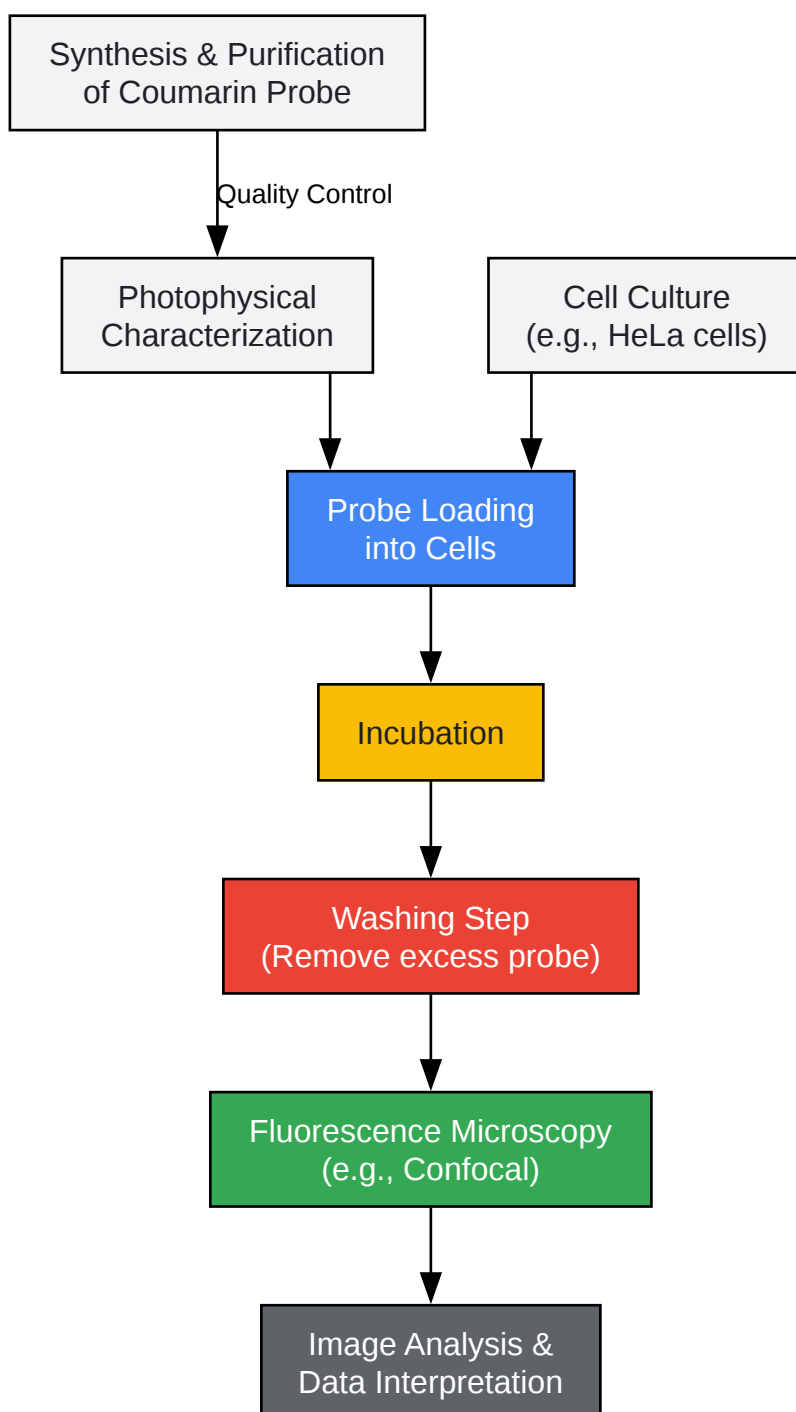 Synthesis & Purification
of Coumarin Probe
Quality Control
Photophysical
Characterization
Cell Culture
(e.g., HeLa cells)
Probe Loading
into Cells
Incubation
Washing Step
(Remove excess probe)
Fluorescence Microscopy
(e.g., Confocal)
Image Analysis &
Data Interpretation